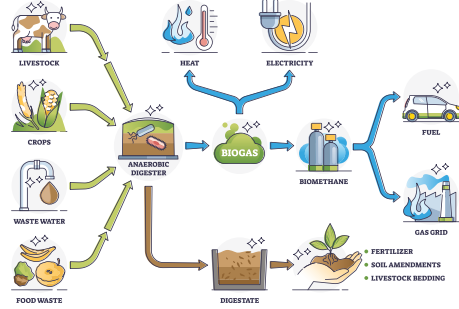 LIVESTOCK
HEAT
ELECTRICITY
CROPS
ANAEROBIC
DIGESTER
BIOGAS
BIOMETHANE
FUEL
WASTE WATER
GAS GRID
FOOD WASTE
DIGESTATE
FERTILIZER
SOIL AMENDMENTS
LIVESTOCK BEDDING